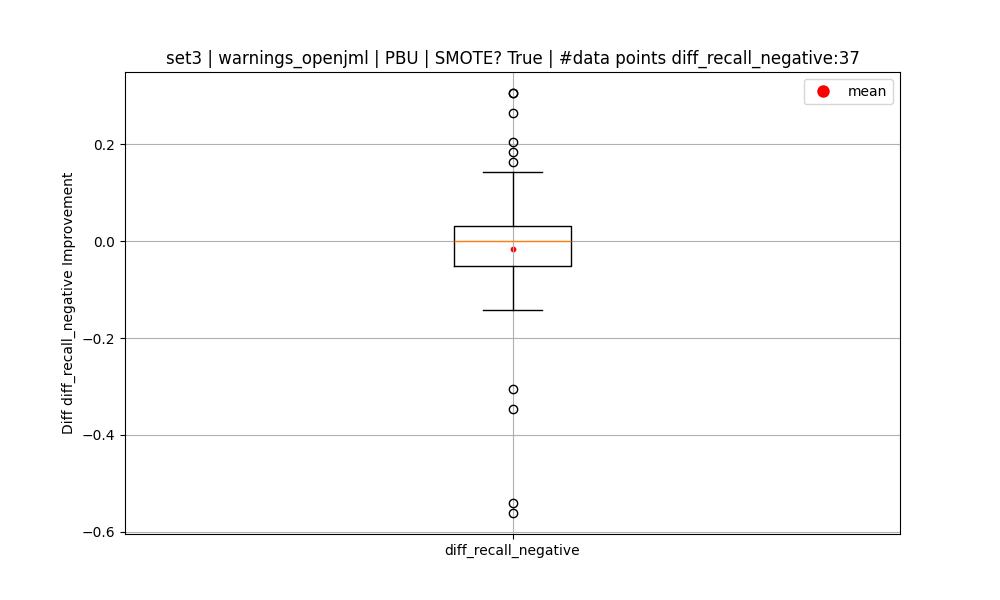 set3 | warnings_openjml | PBU | SMOTE? True | #data points diff_recall_negative:37
mean
Diff diff_recall_negative Improvement
0.2
0.0
−0.2
−0.4
−0.6
diff_recall_negative